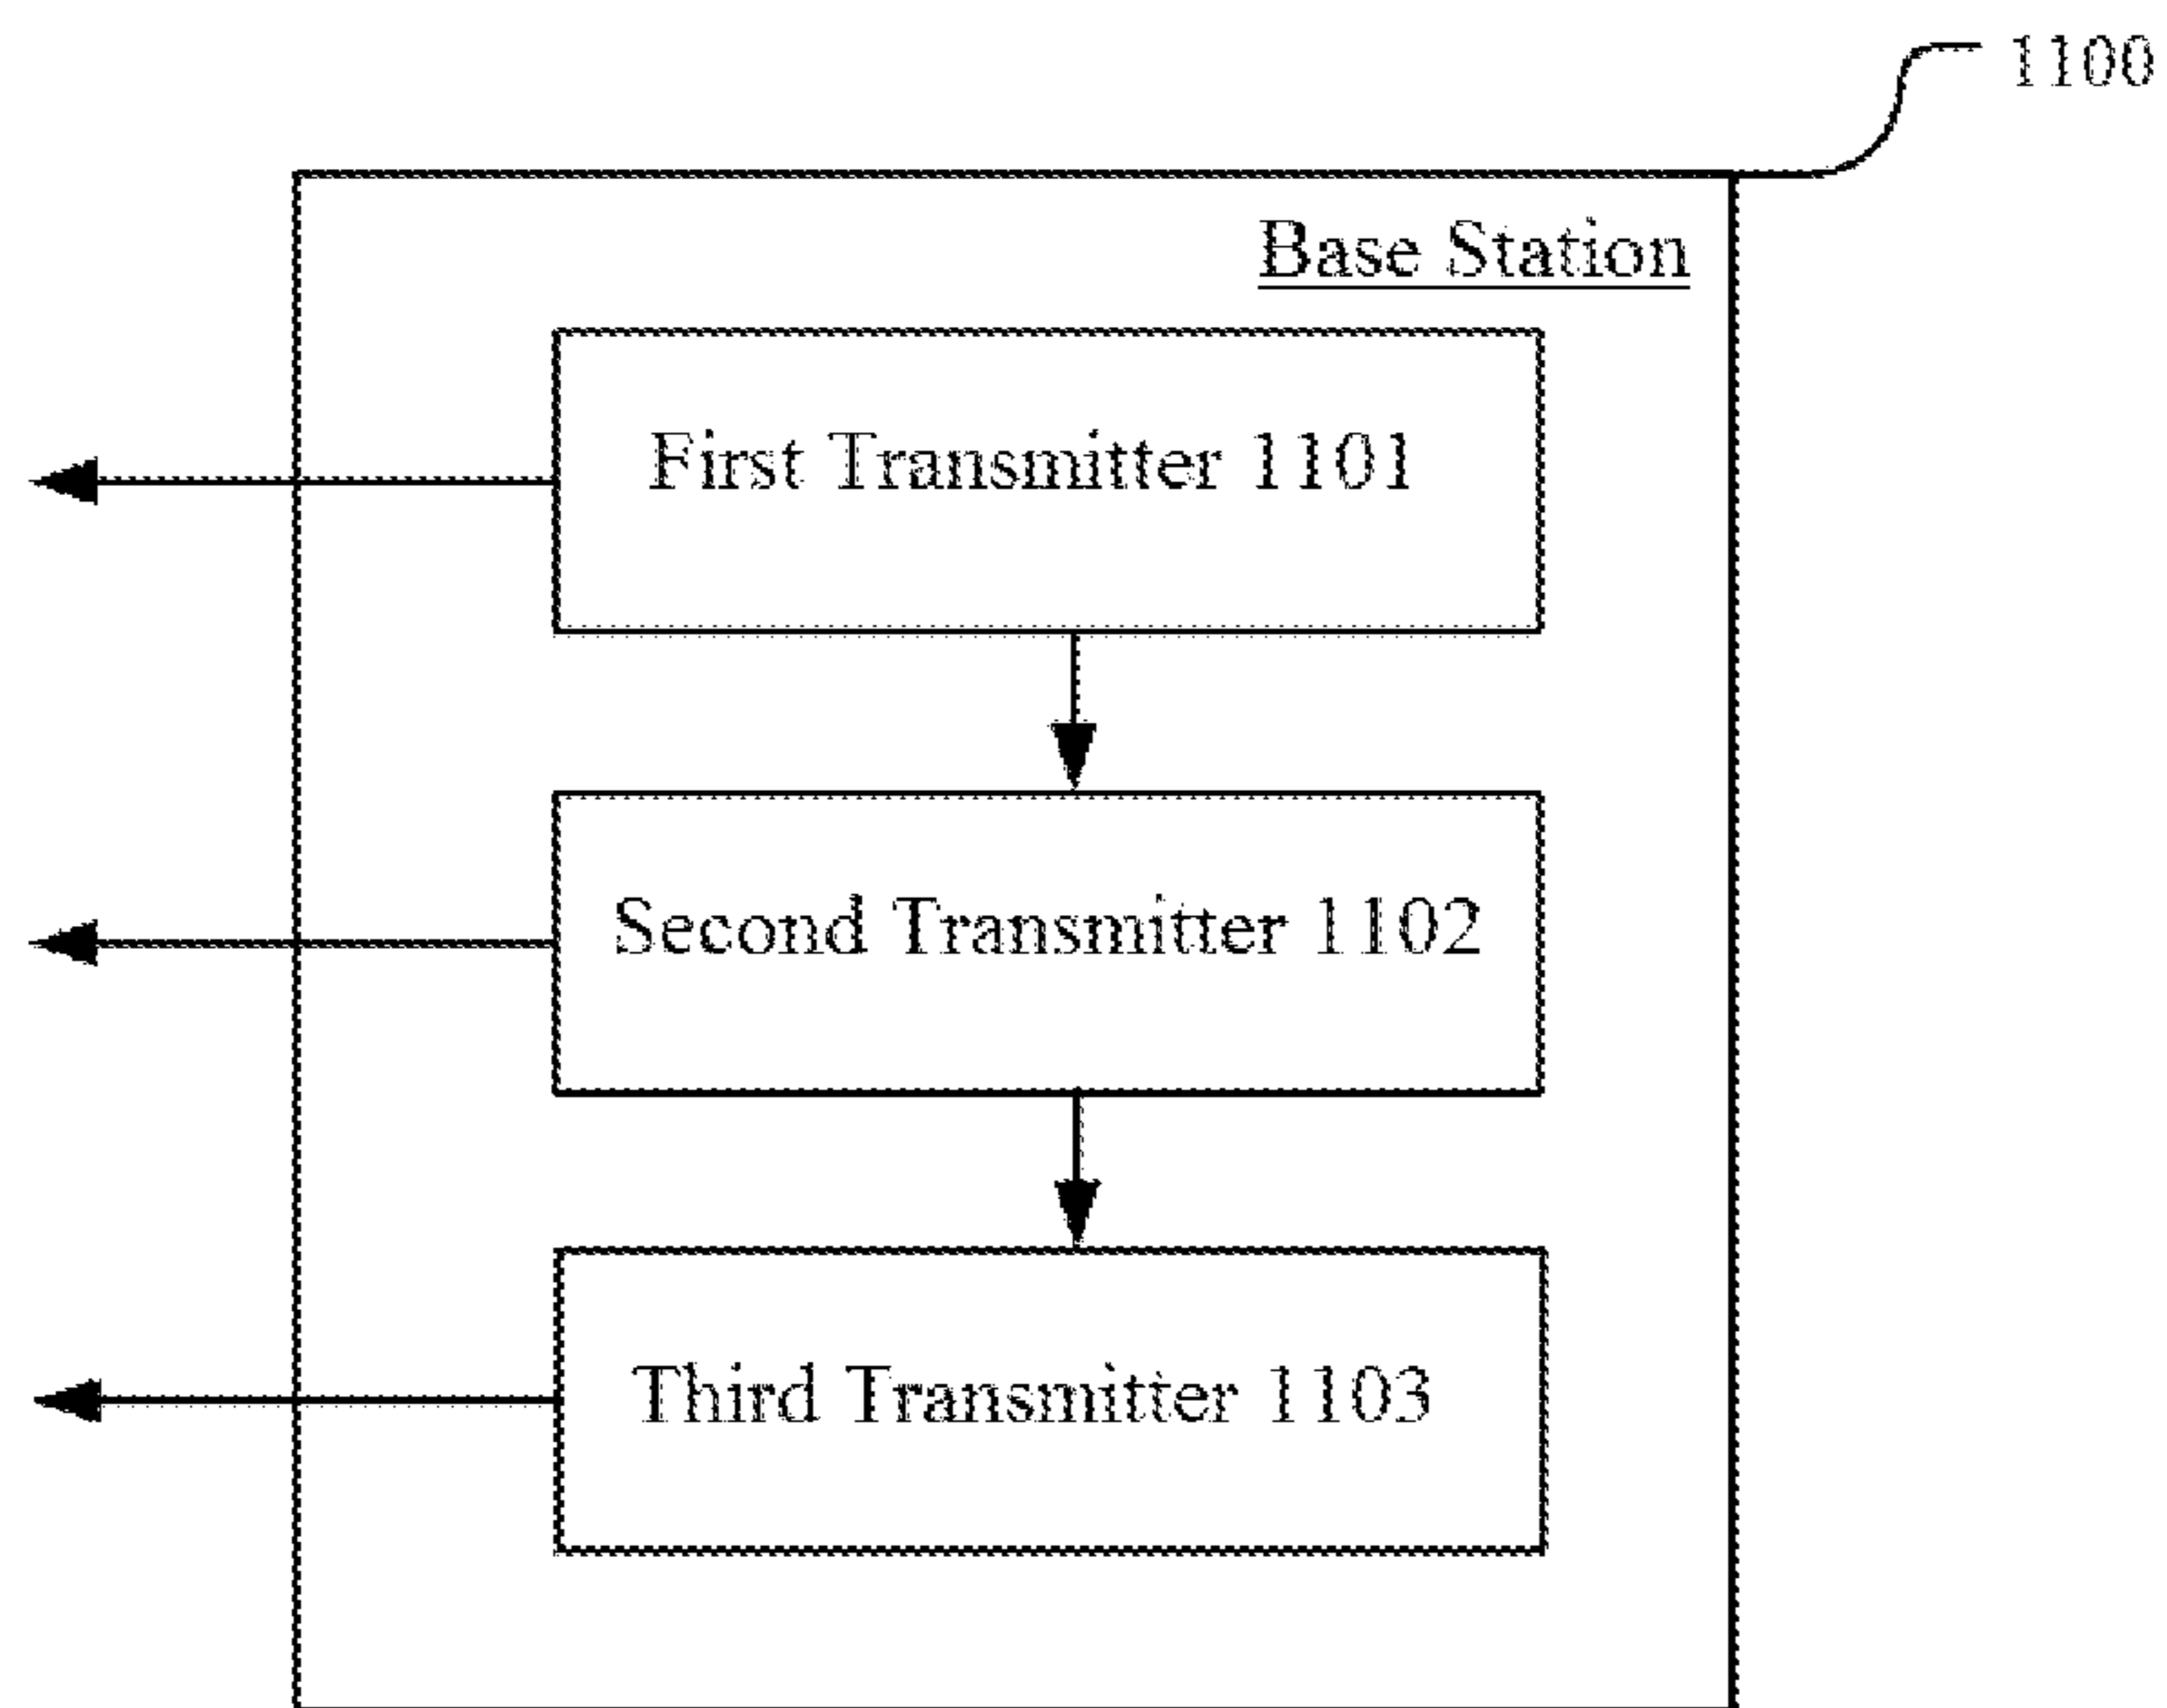 1100
Base Station
First Transmitter 1101
Second Transmitter 1102
Third Transmitter 1103